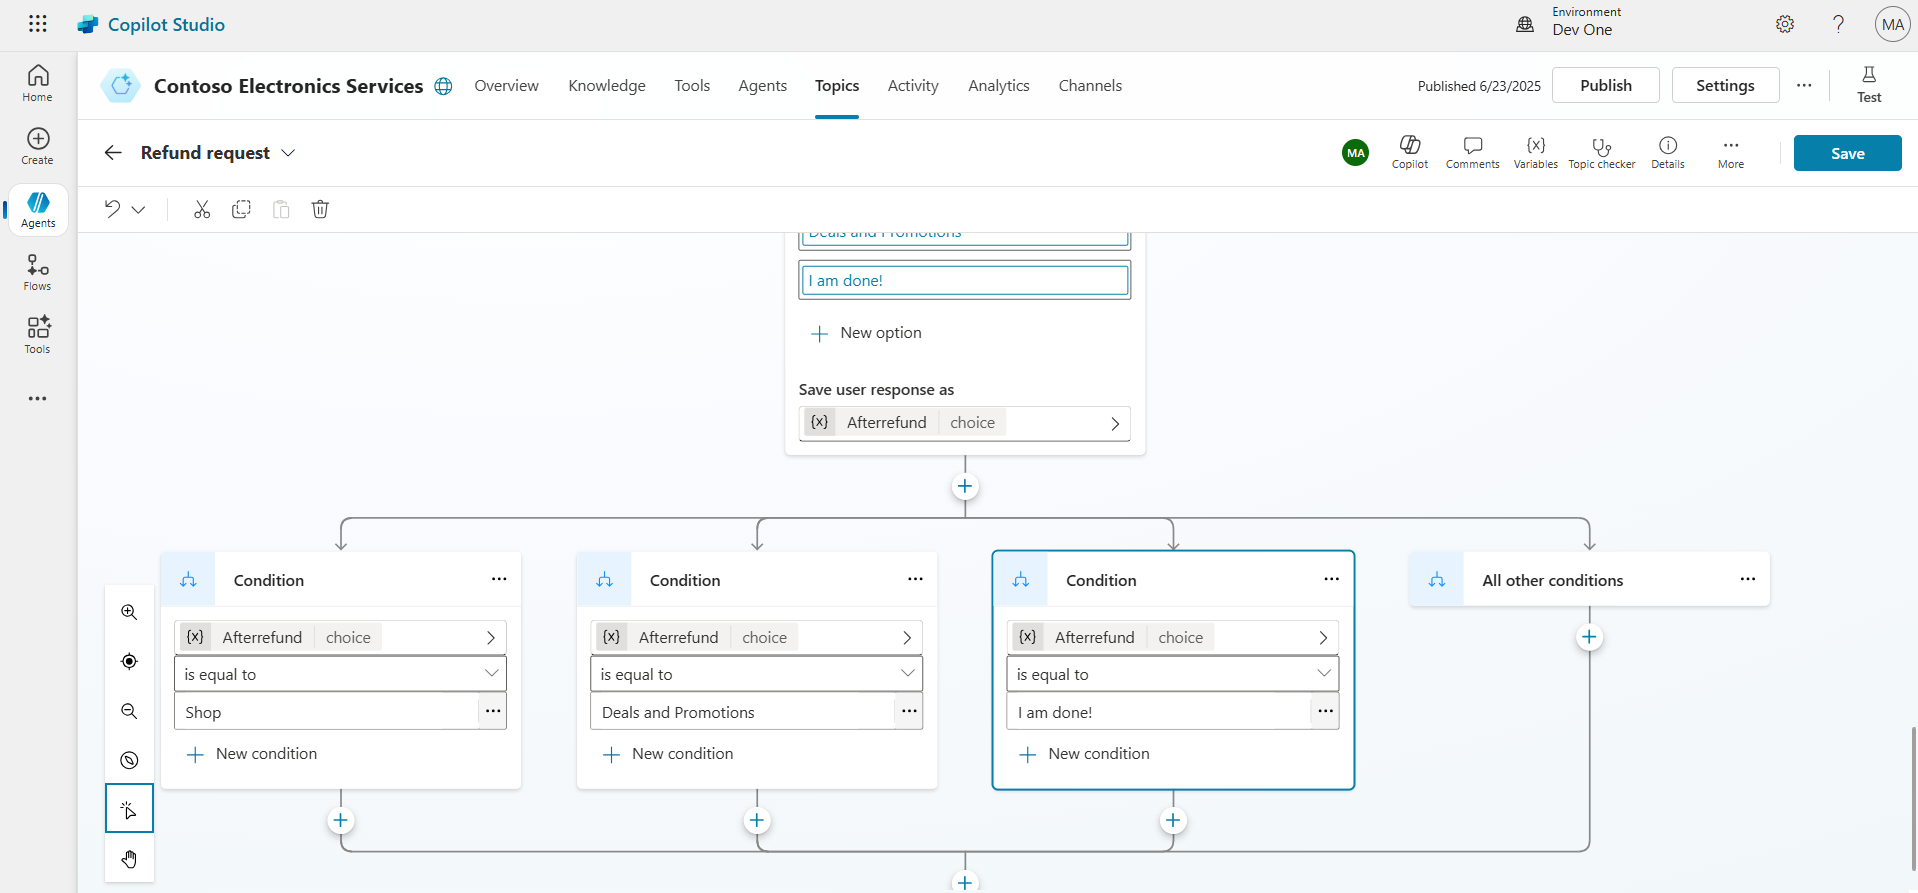 Copilot Studio
Environment
Dev One
MA
Home
Create
Agents
Flows
Tools
Contoso Electronics Services
Overview
Knowledge
Tools
Agents
Topics
Activity
Analytics
Channels
Published 6/23/2025
Publish
Settings
Test
Refund request
MA
Copilot
Comments
{x}
Variables
Topic checker
Details
More
Save
Deals and Promotions
I am done!
New option
Save user response as
{x} Afterrefund choice
Condition
{x} Afterrefund choice
is equal to
Shop
New condition
Condition
{x} Afterrefund choice
is equal to
Deals and Promotions
New condition
Condition
{x} Afterrefund choice
is equal to
I am done!
New condition
All other conditions